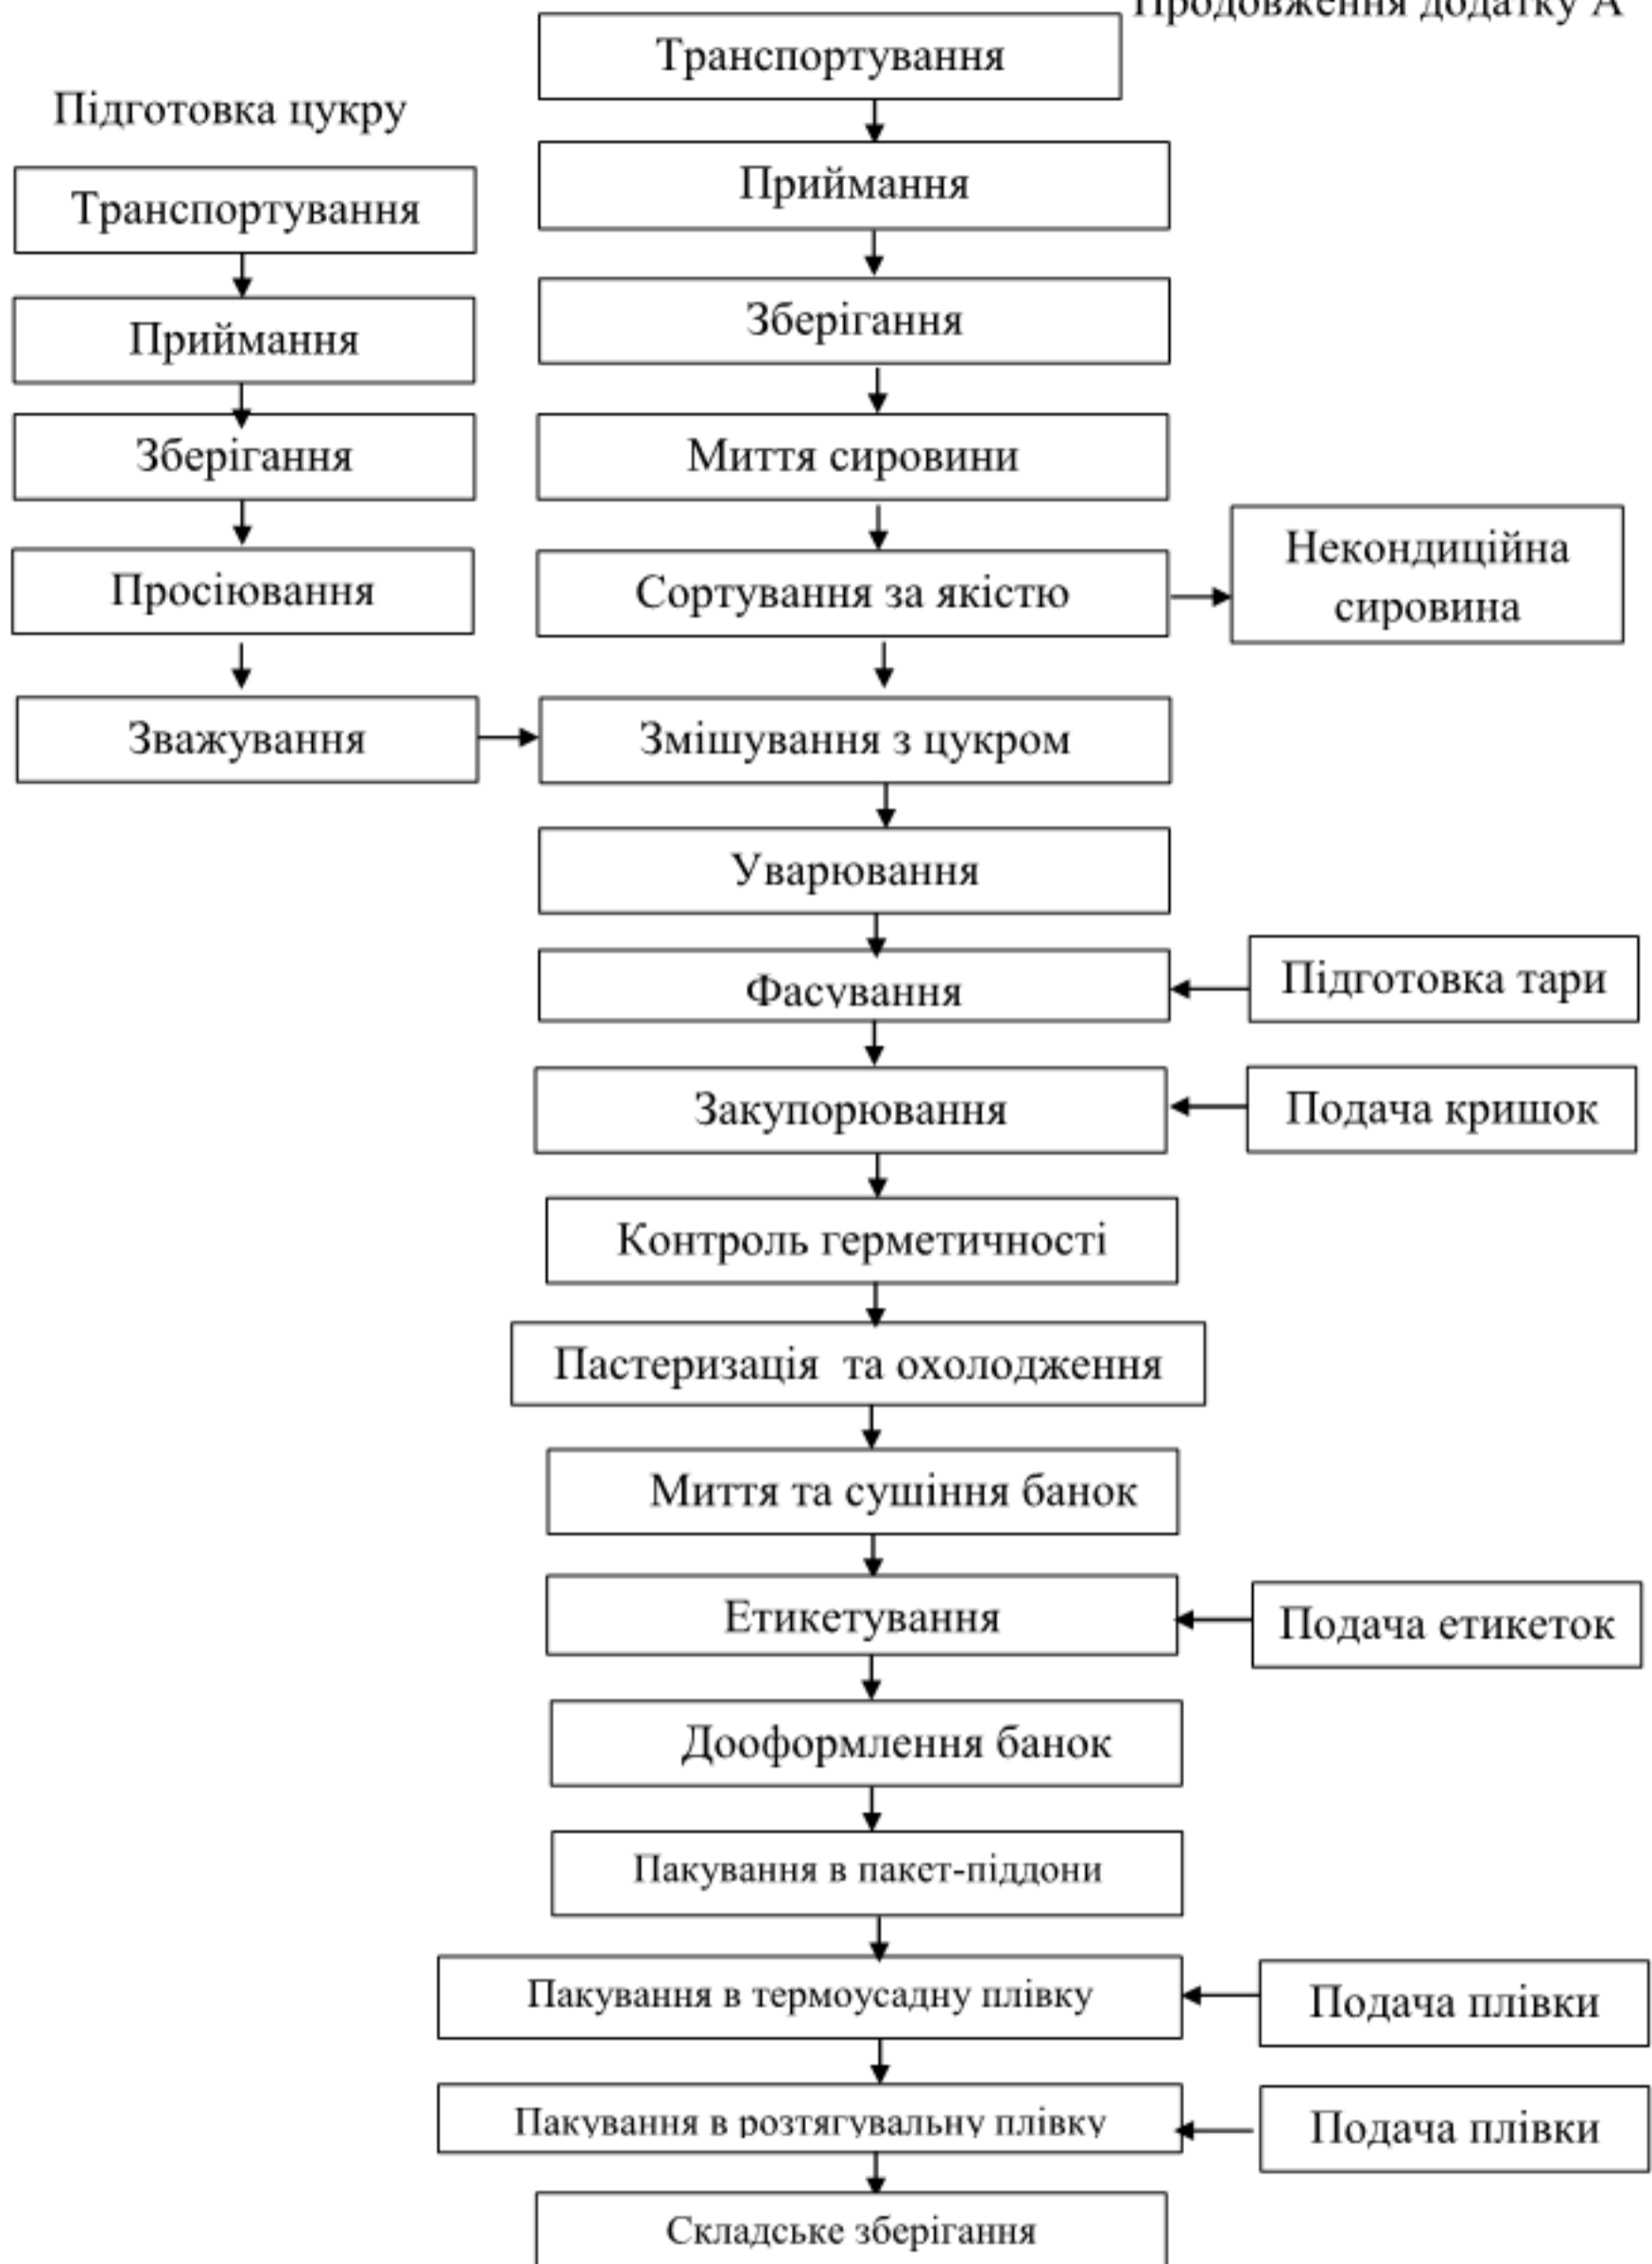 Продовження додатку А
Транспортування
Підготовка цукру
Приймання
Транспортування
Зберігання
Приймання
Миття сировини
Зберігання
Некондиційна
сировина
Сортування за якістю
Просіювання
Зважування
Змішування з цукром
Уварювання
Фасування
Підготовка тари
Закупорювання
Подача кришок
Контроль герметичності
Пастеризація та охолодження
Миття та сушіння банок
Етикетування
Подача етикеток
Дооформлення банок
Пакування в пакет-піддони
Пакування в термоусадну плівку
Подача плівки
Пакування в розтягувальну плівку
Подача плівки
Складське зберігання